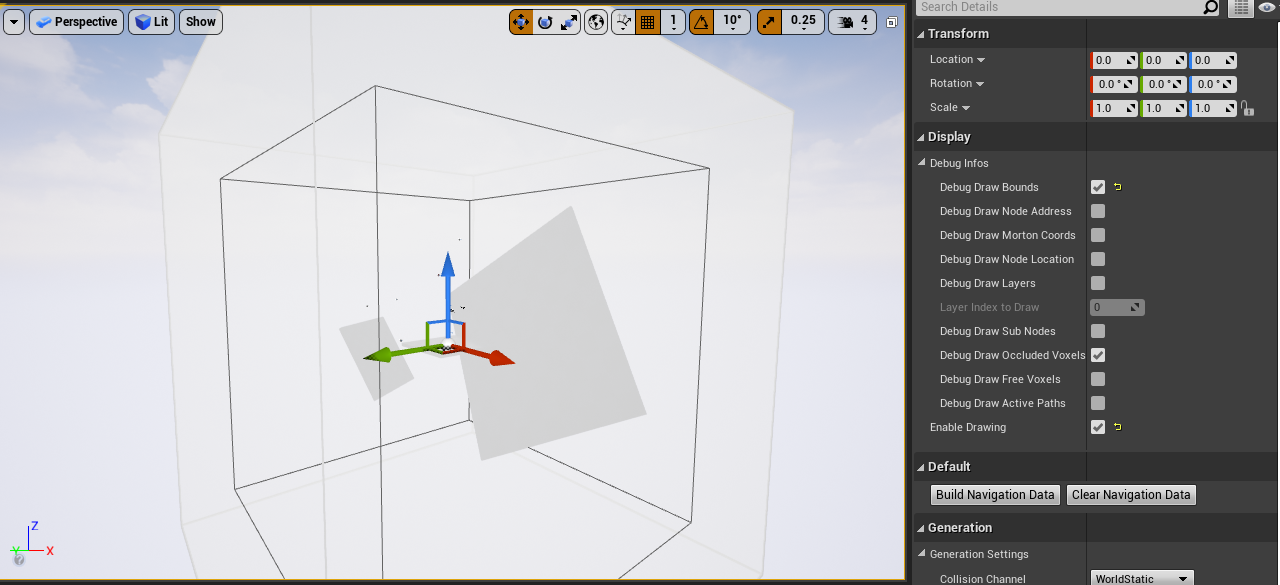 Perspective Lit Show 1 10° 0.25 4
Z
Y X
?
Search Details
Transform
Location 0.0 0.0 0.0
Rotation 0.0 ° 0.0 ° 0.0 °
Scale 1.0 1.0 1.0
Display
Debug Infos
Debug Draw Bounds
Debug Draw Node Address
Debug Draw Morton Coords
Debug Draw Node Location
Debug Draw Layers
Layer Index to Draw 0
Debug Draw Sub Nodes
Debug Draw Occluded Voxels
Debug Draw Free Voxels
Debug Draw Active Paths
Enable Drawing
Default
Build Navigation Data Clear Navigation Data
Generation
Generation Settings
Collision Channel WorldStatic